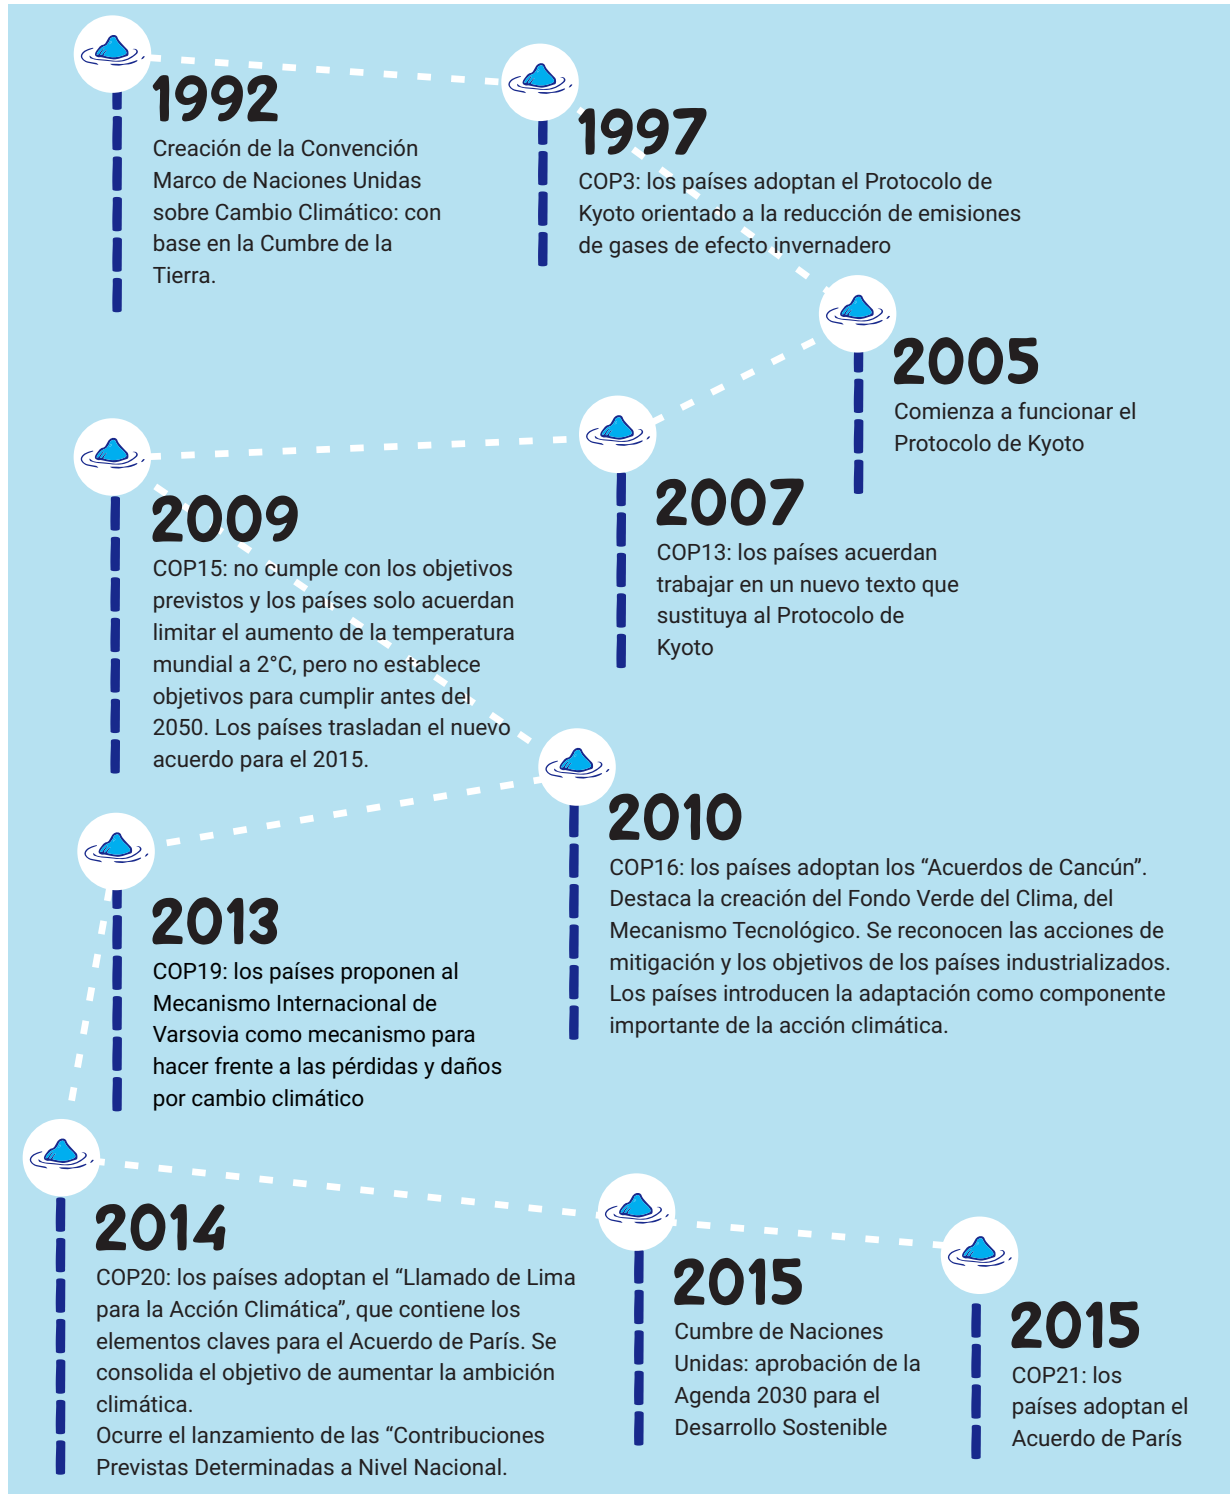 1992
Creación de la Convención
Marco de Naciones Unidas
sobre Cambio Climático: con
base en la Cumbre de la
Tierra.
1997
COP3: los países adoptan el Protocolo de
Kyoto orientado a la reducción de emisiones
de gases de efecto invernadero
2005
Comienza a funcionar el
Protocolo de Kyoto
2007
COP13: los países acuerdan
trabajar en un nuevo texto que
sustituya al Protocolo de
Kyoto
2009
COP15: no cumple con los objetivos
previstos y los países solo acuerdan
limitar el aumento de la temperatura
mundial a 2°C, pero no establece
objetivos para cumplir antes del
2050. Los países trasladan el nuevo
acuerdo para el 2015.
2010
COP16: los países adoptan los “Acuerdos de Cancún”.
Destaca la creación del Fondo Verde del Clima, del
Mecanismo Tecnológico. Se reconocen las acciones de
mitigación y los objetivos de los países industrializados.
Los países introducen la adaptación como componente
importante de la acción climática.
2013
COP19: los países proponen al
Mecanismo Internacional de
Varsovia como mecanismo para
hacer frente a las pérdidas y daños
por cambio climático
2014
COP20: los países adoptan el “Llamado de Lima
para la Acción Climática”, que contiene los
elementos claves para el Acuerdo de París. Se
consolida el objetivo de aumentar la ambición
climática.
Ocurre el lanzamiento de las “Contribuciones
Previstas Determinadas a Nivel Nacional.
2015
Cumbre de Naciones
Unidas: aprobación de la
Agenda 2030 para el
Desarrollo Sostenible
2015
COP21: los
países adoptan el
Acuerdo de París